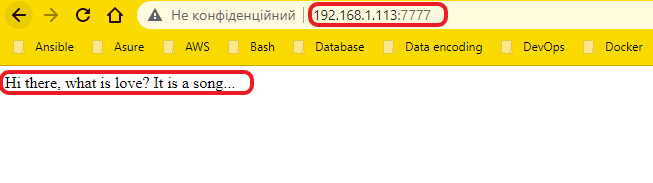 Не конфіденційний 192.168.1.113:7777
Ansible Asure AWS Bash Database Data encoding DevOps Docker
Hi there, what is love? It is a song...